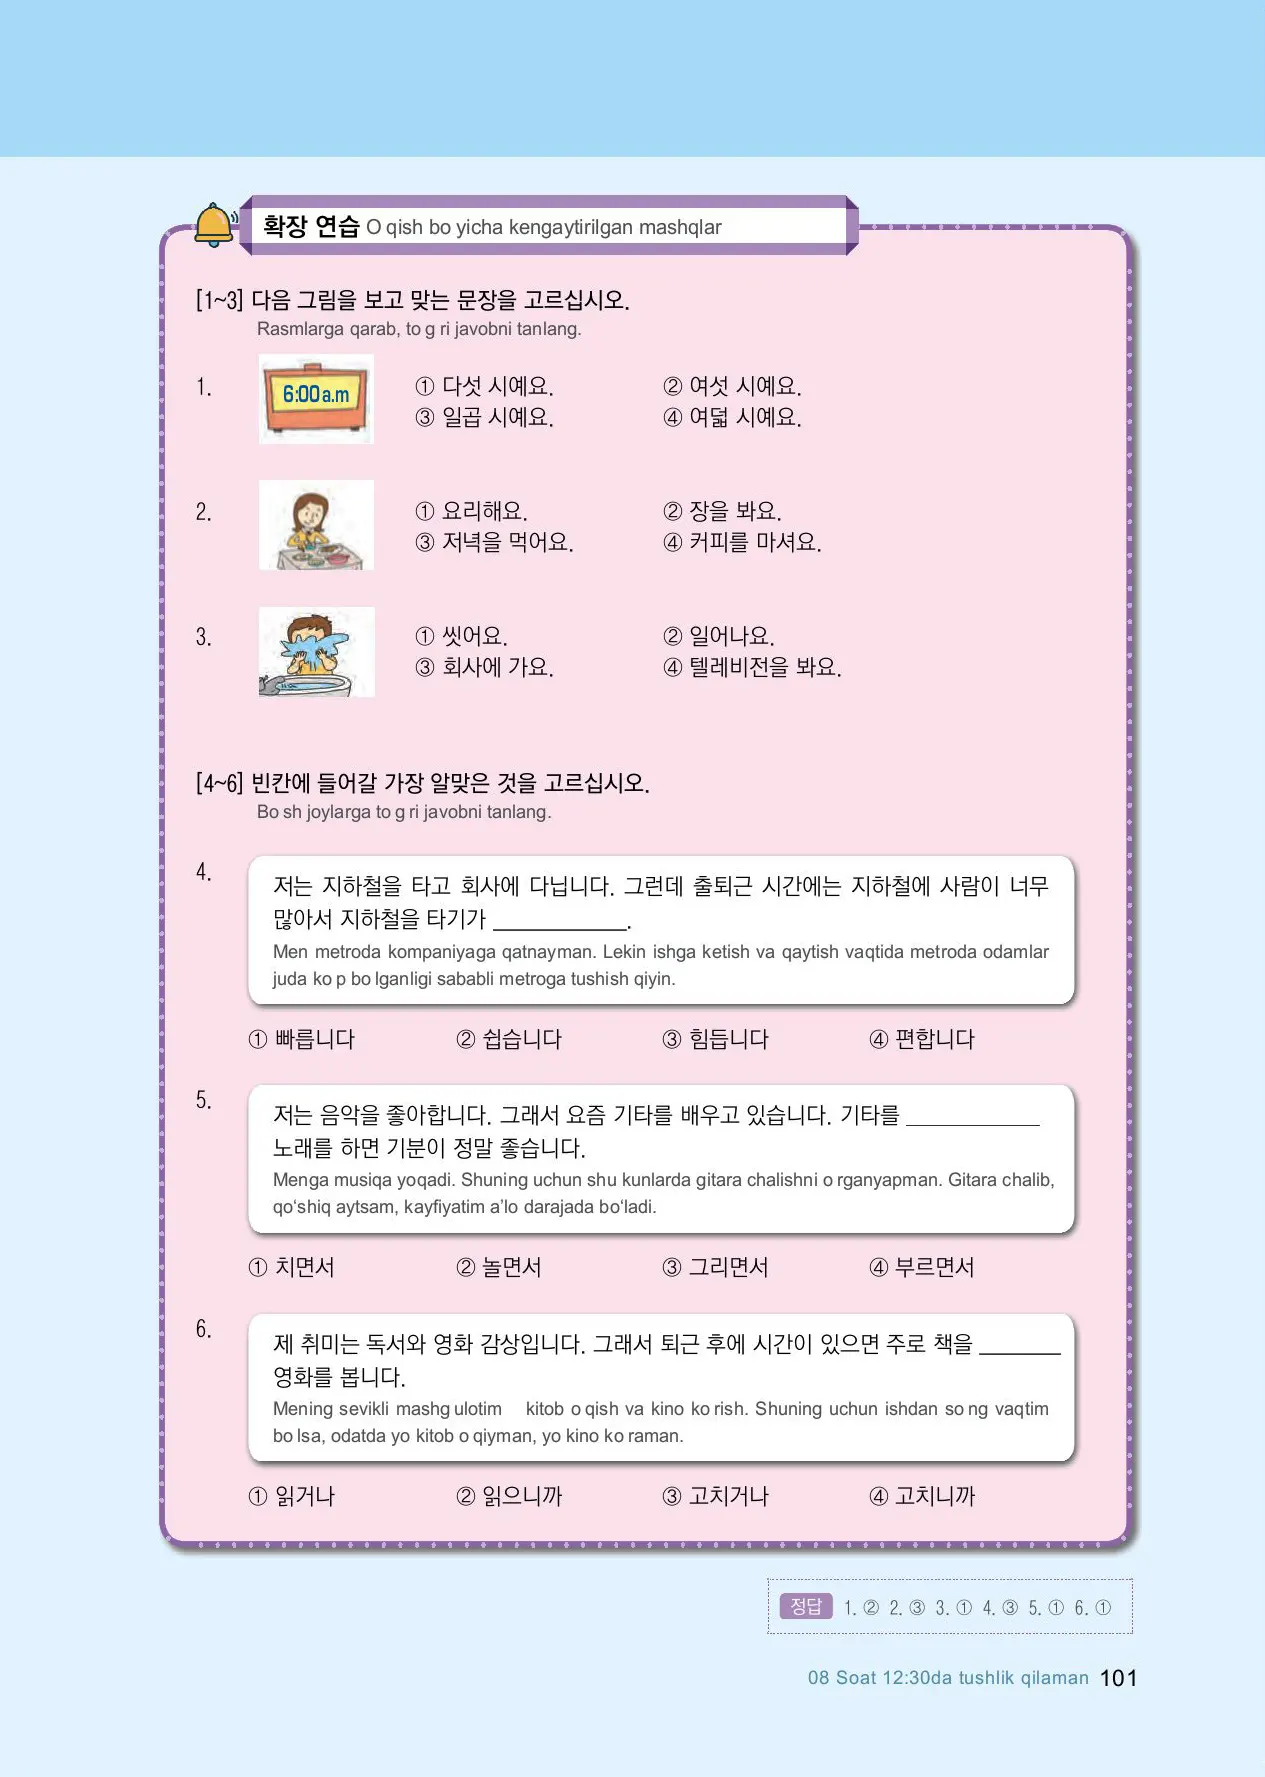 확장 연습 O qish bo yicha kengaytirilgan mashqlar
[1~3] 다음 그림을 보고 맞는 문장을 고르십시오.
Rasmlarga qarab, to g ri javobni tanlang.
1.
6:00 a.m
① 다섯 시예요. ② 여섯 시예요.
③ 일곱 시예요. ④ 여덟 시예요.
2.
① 요리해요. ② 장을 봐요.
③ 저녁을 먹어요. ④ 커피를 마셔요.
3.
① 씻어요. ② 일어나요.
③ 회사에 가요. ④ 텔레비전을 봐요.
[4~6] 빈칸에 들어갈 가장 알맞은 것을 고르십시오.
Bo sh joylarga to g ri javobni tanlang.
4.
저는 지하철을 타고 회사에 다닙니다. 그런데 출퇴근 시간에는 지하철에 사람이 너무
많아서 지하철을 타기가 ____________.
Men metroda kompaniyaga qatnayman. Lekin ishga ketish va qaytish vaqtida metroda odamlar
juda ko p bo lganligi sababli metroga tushish qiyin.
① 빠릅니다 ② 쉽습니다 ③ 힘듭니다 ④ 편합니다
5.
저는 음악을 좋아합니다. 그래서 요즘 기타를 배우고 있습니다. 기타를 ____________
노래를 하면 기분이 정말 좋습니다.
Menga musiqa yoqadi. Shuning uchun shu kunlarda gitara chalishni o rganyapman. Gitara chalib,
qo‘shiq aytsam, kayfiyatim a’lo darajada bo‘ladi.
① 치면서 ② 놀면서 ③ 그리면서 ④ 부르면서
6.
제 취미는 독서와 영화 감상입니다. 그래서 퇴근 후에 시간이 있으면 주로 책을 _______
영화를 봅니다.
Mening sevikli mashg ulotim kitob o qish va kino ko rish. Shuning uchun ishdan so ng vaqtim
bo lsa, odatda yo kitob o qiyman, yo kino ko raman.
① 읽거나 ② 읽으니까 ③ 고치거나 ④ 고치니까
정답 1. ② 2. ③ 3. ① 4. ③ 5. ① 6. ①
08 Soat 12:30da tushlik qilaman 101